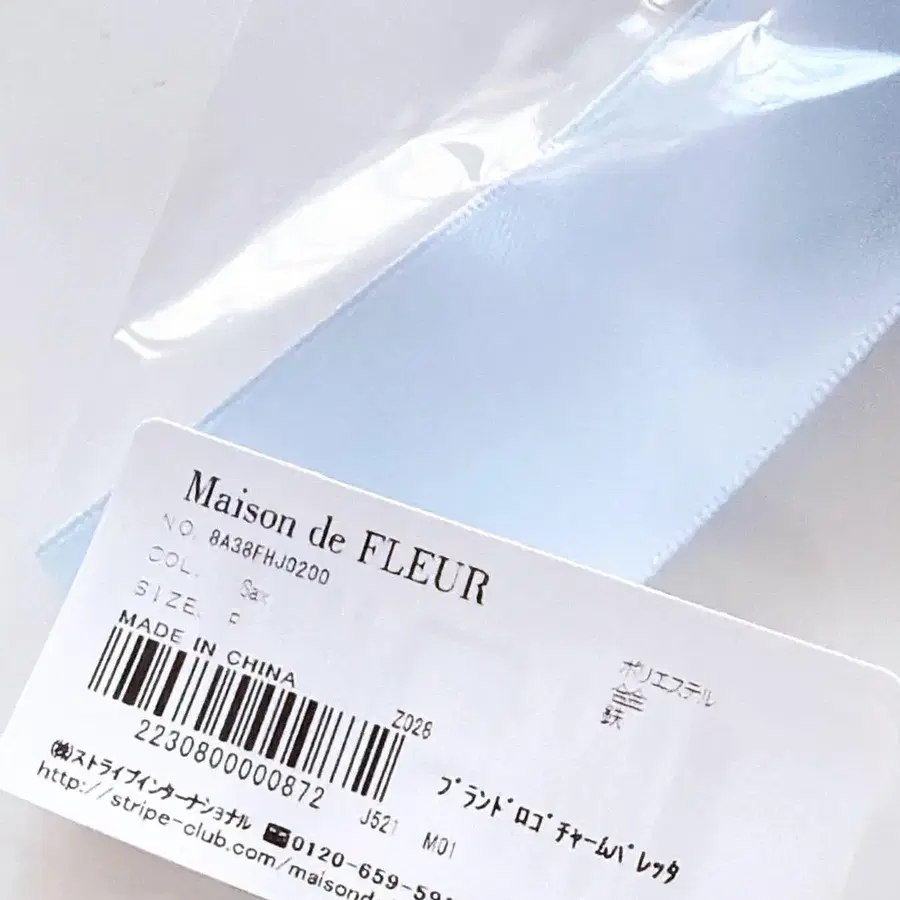 Maison de FLEUR
NO. 8A38FHJ0200
COL. Sax
SIZE. F
MADE IN CHINA
ポリエステル
鉄
Z028
2230800000872
J521 M01
ブランドロゴチャームバレッタ
(株)ストライプインターナショナル
0120-659-59
http://stripe-club.com/maisond